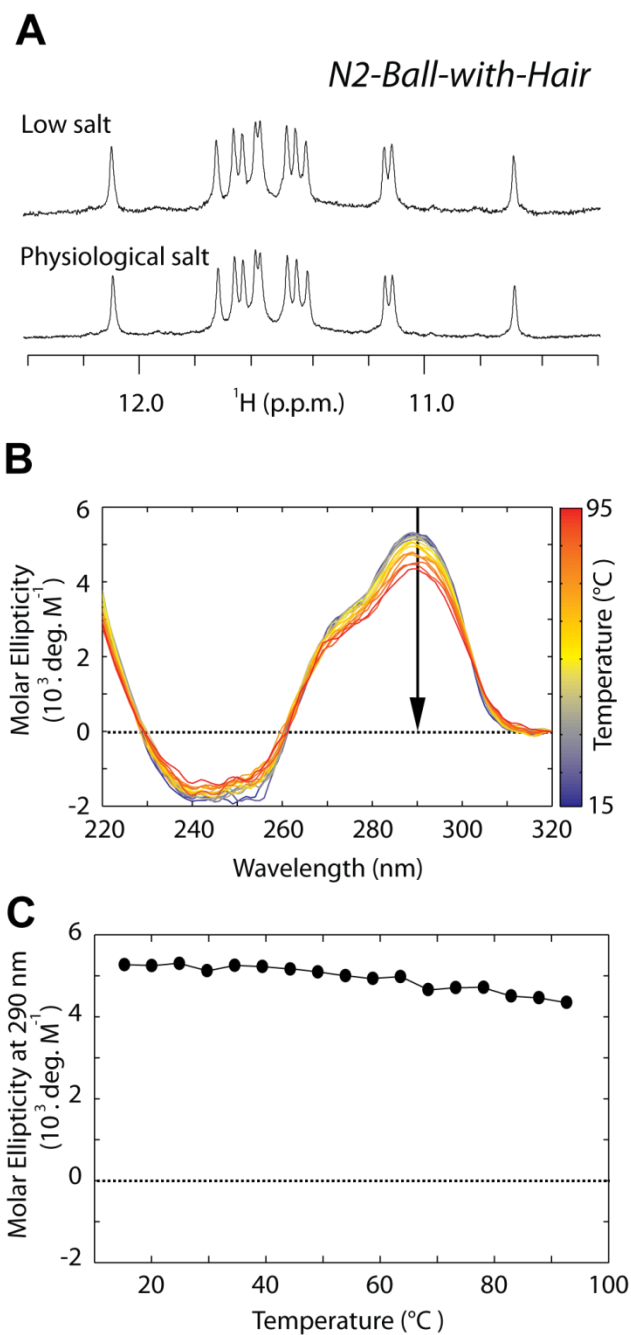 A
N2-Ball-with-Hair
Low salt
Physiological salt
12.0 ¹H (p.p.m.) 11.0
B
Molar Ellipticity
(10³. deg. M⁻¹)
6
4
2
0
-2
220 240 260 280 300 320
Wavelength (nm)
95
Temperature (°C)
15
C
Molar Ellipticity at 290 nm
(10³. deg. M⁻¹)
6
4
2
0
-2
20 40 60 80 100
Temperature (°C)